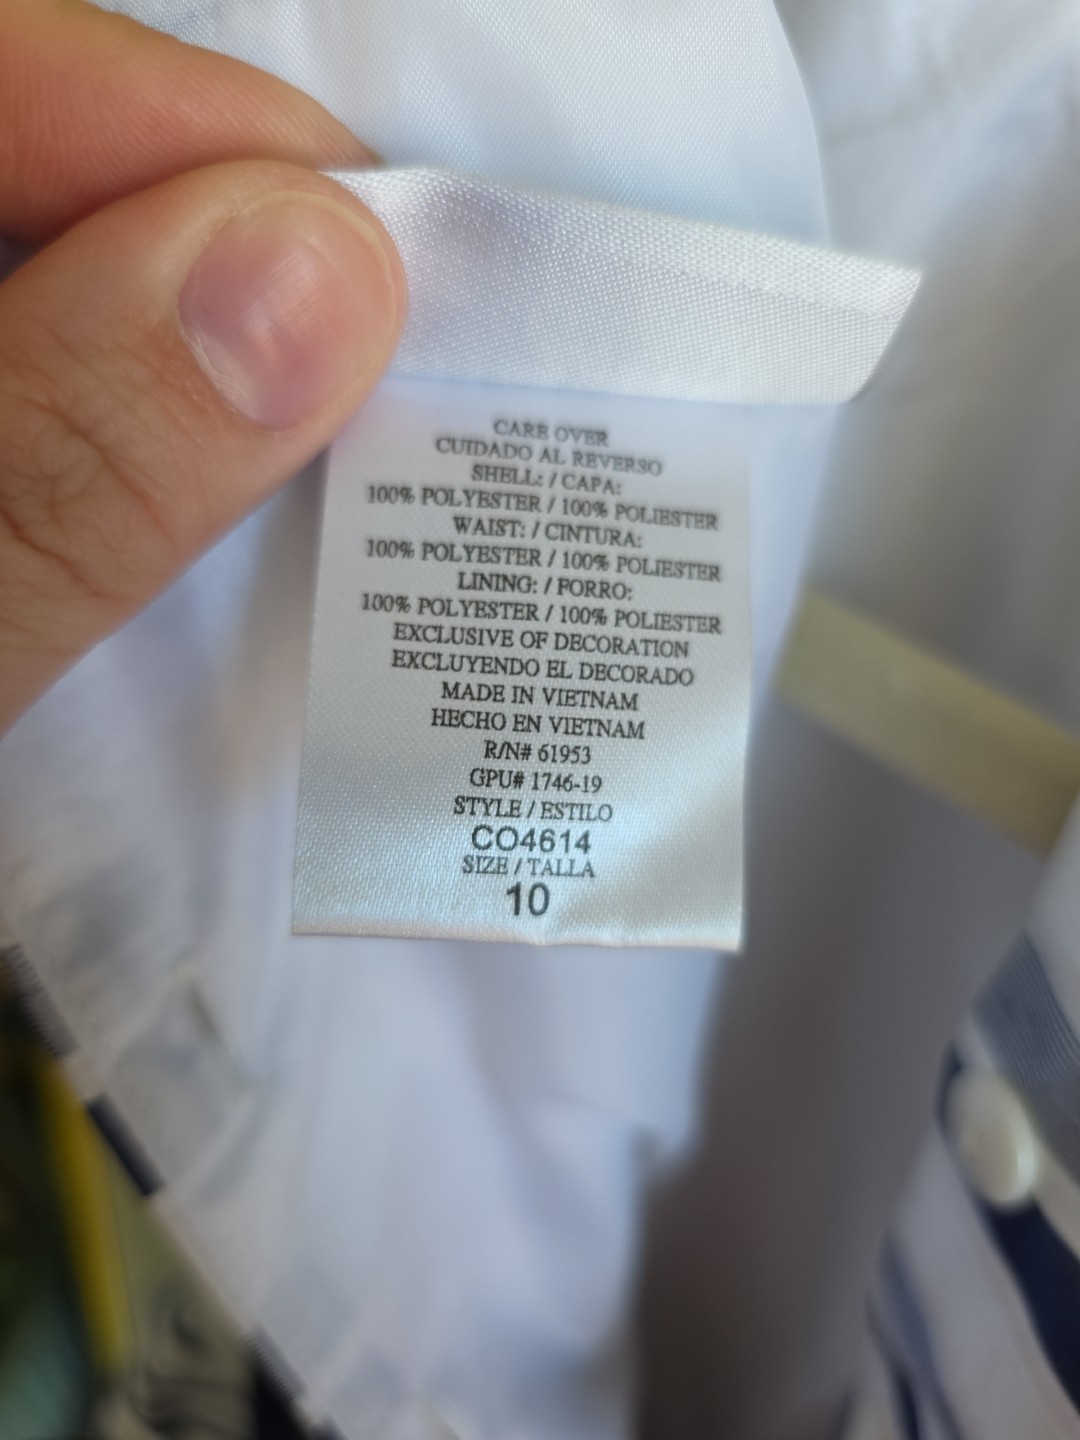 CARE OVER
CUIDADO AL REVERSO
SHELL: / CAPA:
100% POLYESTER / 100% POLIESTER
WAIST: / CINTURA:
100% POLYESTER / 100% POLIESTER
LINING: / FORRO:
100% POLYESTER / 100% POLIESTER
EXCLUSIVE OF DECORATION
EXCLUYENDO EL DECORADO
MADE IN VIETNAM
HECHO EN VIETNAM
R/N# 61953
GPU# 1746-19
STYLE / ESTILO
CO4614
SIZE / TALLA
10